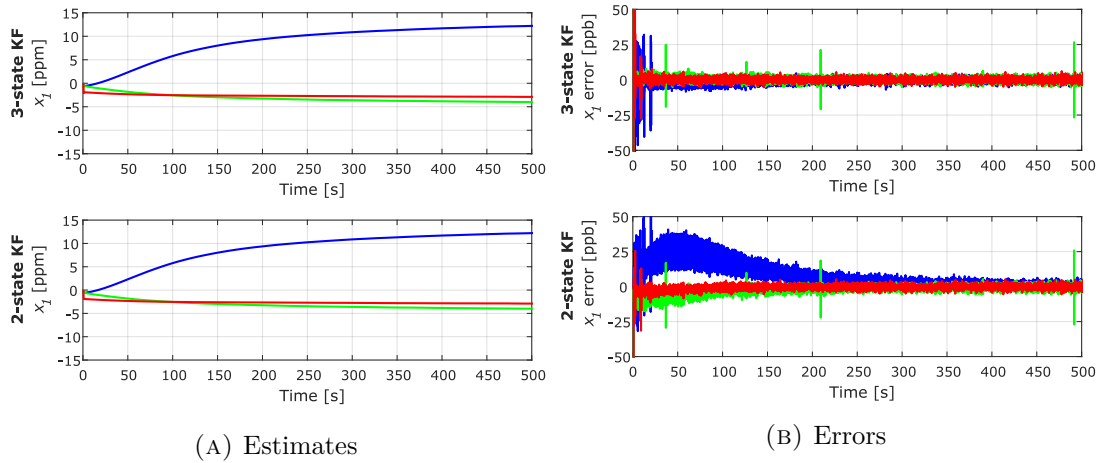 3-state KF
x1 [ppm]
15
10
5
0
-5
10
15
0 50 100 150 200 250 300 350 400 450 500
Time [s]
2-state KF
x1 [ppm]
15
10
5
0
-5
-10
-15
0 50 100 150 200 250 300 350 400 450 500
Time [s]
(A) Estimates
3-state KF
x1 error [ppb]
50
25
0
-25
-50
0 50 100 150 200 250 300 350 400 450 500
Time [s]
2-state KF
x1 error [ppb]
50
25
0
-25
-50
0 50 100 150 200 250 300 350 400 450 500
Time [s]
(B) Errors